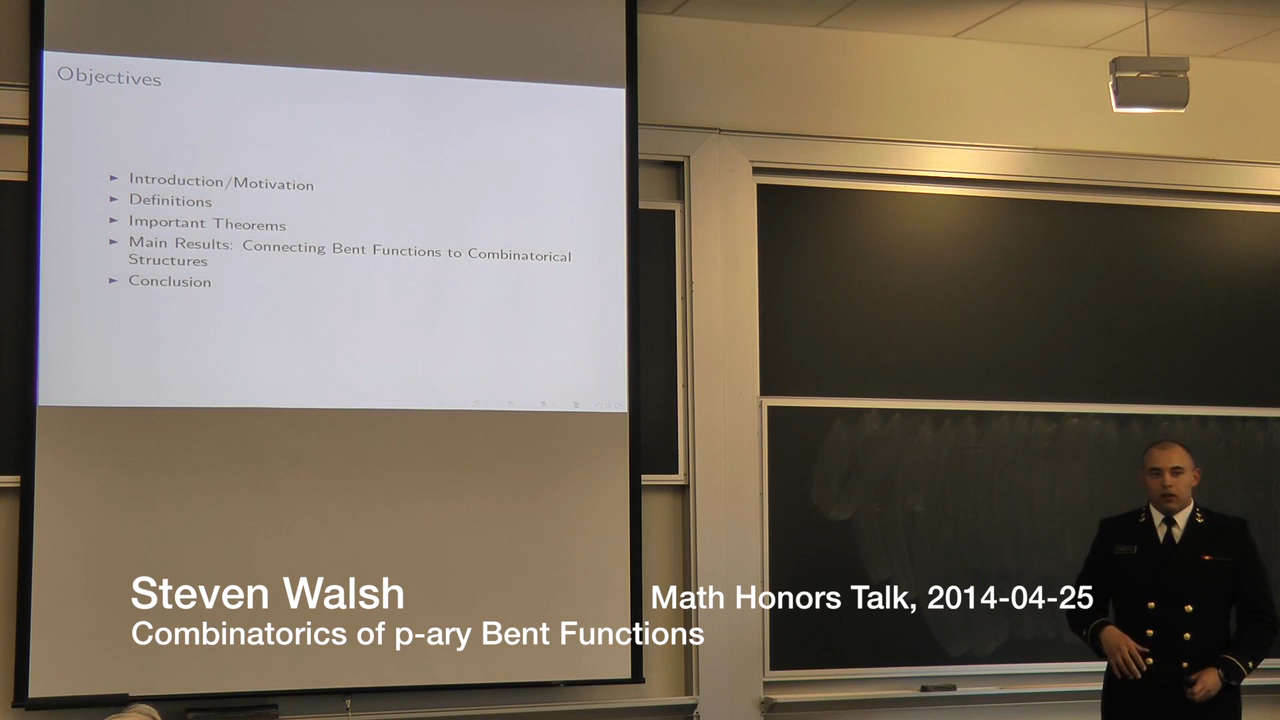 Objectives
Introduction/Motivation
Definitions
Important Theorems
Main Results: Connecting Bent Functions to Combinatorical
Structures
Conclusion
Steven Walsh
Math Honors Talk, 2014-04-25
Combinatorics of p-ary Bent Functions